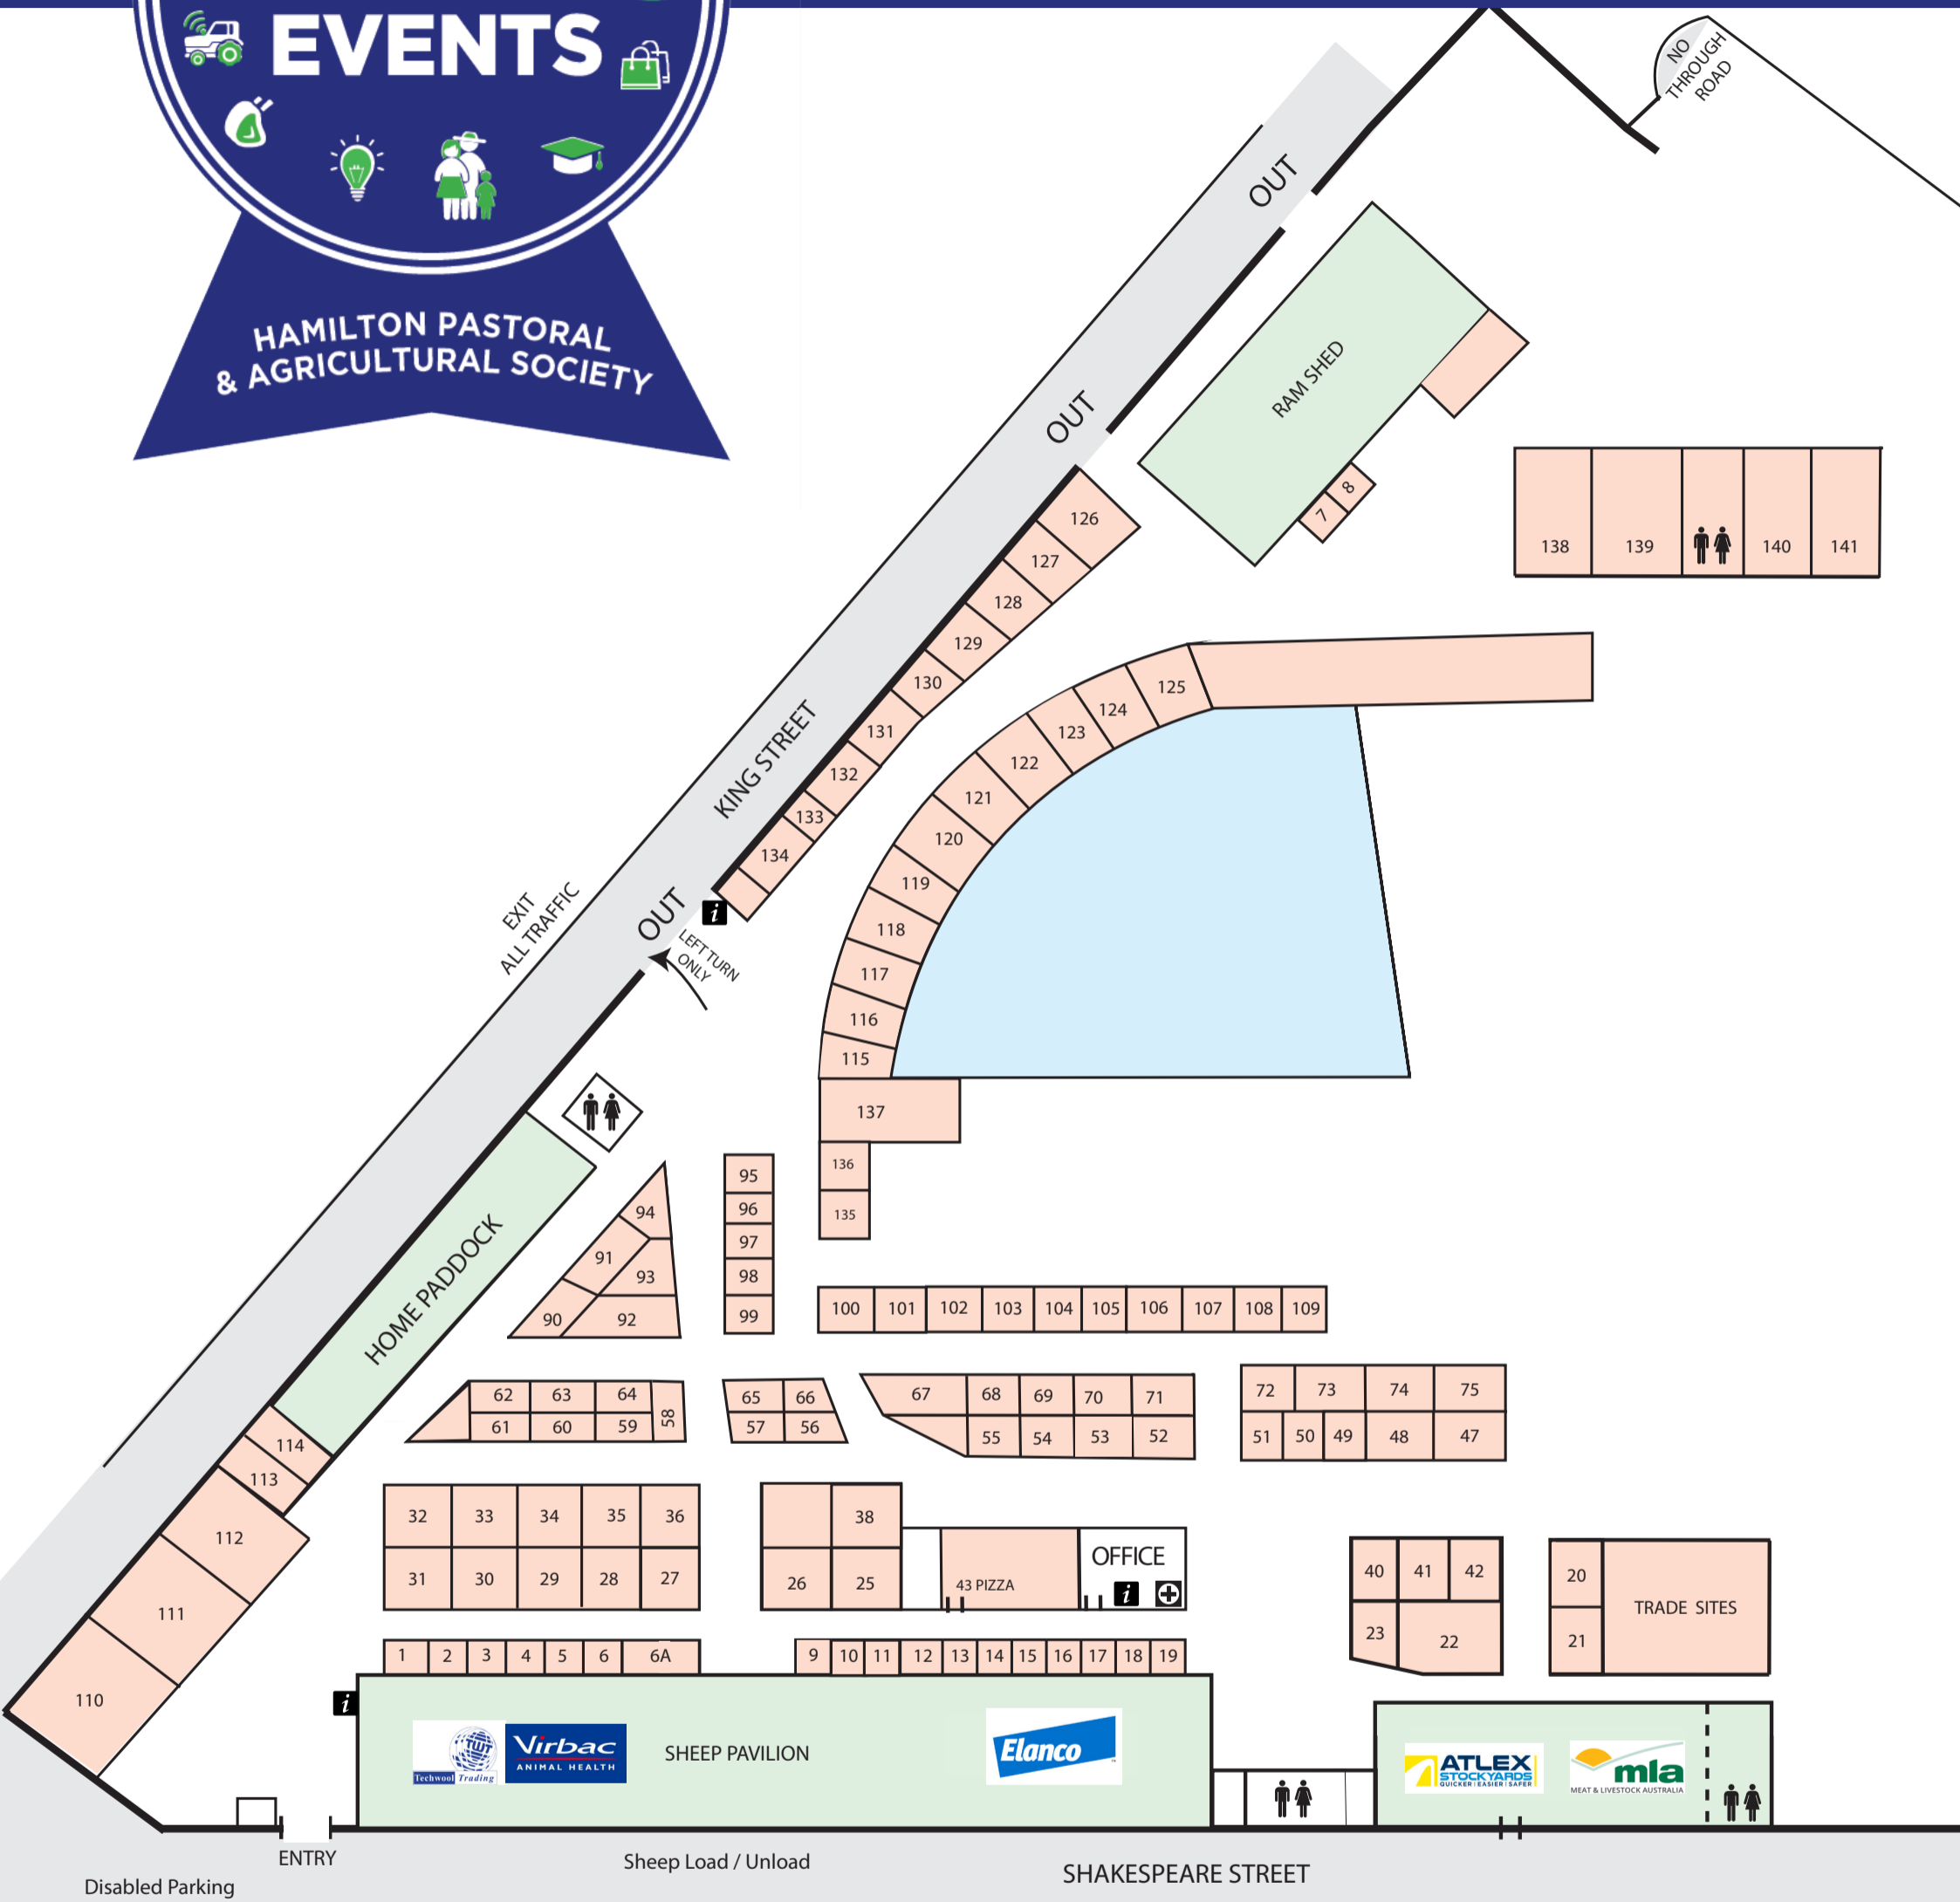 EVENTS
HAMILTON PASTORAL
& AGRICULTURAL SOCIETY
NO
THROUGH
ROAD
OUT
OUT
RAM SHED
8
7
126
127
128
129
130
131
132
133
134
138
139
140
141
KING STREET
125
124
123
122
121
120
119
118
117
116
115
EXIT
ALL TRAFFIC
OUT
i
LEFT TURN
ONLY
137
136
135
HOME PADDOCK
94
91
93
90
92
95
96
97
98
99
100 101 102 103 104 105 106 107 108 109
62 63 64
61 60 59
58
65 66
57 56
67 68 69 70 71
55 54 53 52
72 73 74 75
51 50 49 48 47
114
113
112
111
110
32 33 34 35 36
31 30 29 28 27
38
26 25
43 PIZZA
OFFICE
i
40 41 42
23 22
20
21
TRADE SITES
1 2 3 4 5 6 6A
9 10 11 12 13 14 15 16 17 18 19
i
TWT
Techwool Trading
Virbac
ANIMAL HEALTH
SHEEP PAVILION
Elanco
ATLEX
STOCKYARDS
QUICKER | EASIER | SAFER
mla
MEAT & LIVESTOCK AUSTRALIA
ENTRY
Sheep Load / Unload
SHAKESPEARE STREET
Disabled Parking